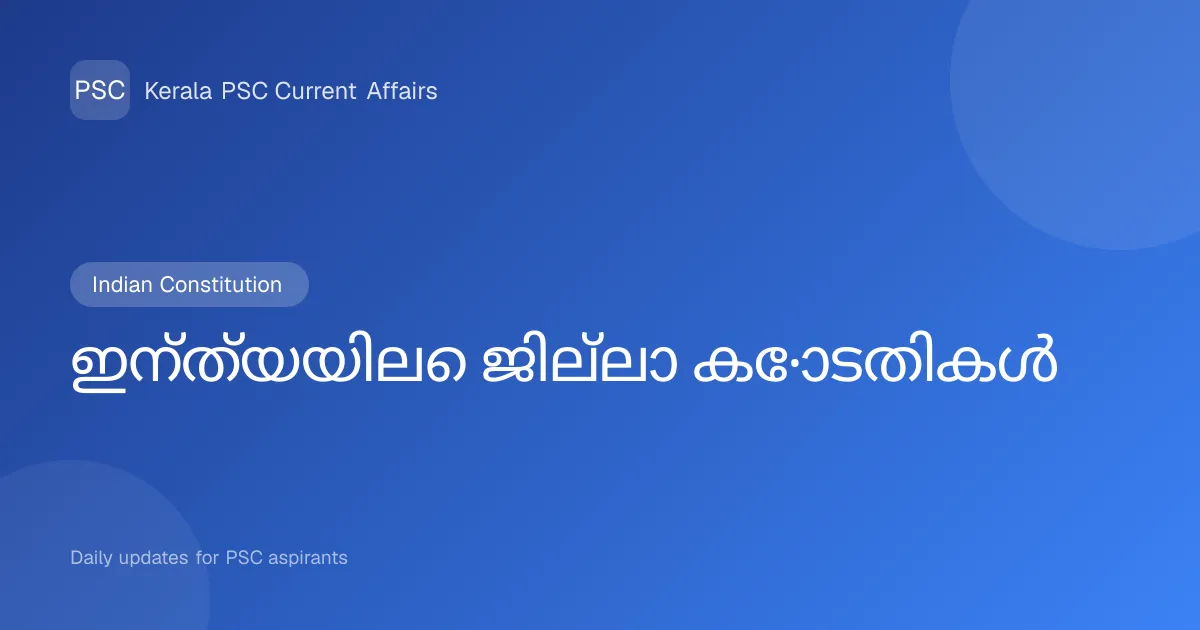 PSC
Kerala PSC Current Affairs
Indian Constitution
ഇന്ത്യയിലെ ജില്ലാ കോടതികൾ
Daily updates for PSC aspirants